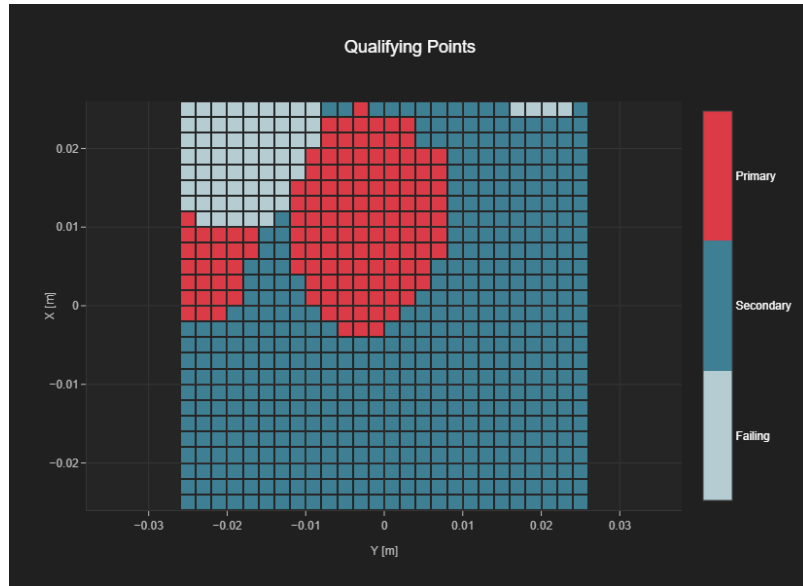 Qualifying Points
Primary
Secondary
Failing
X [m]
0.02
0.01
0
−0.01
−0.02
−0.03
−0.02
−0.01
0
0.01
0.02
0.03
Y [m]